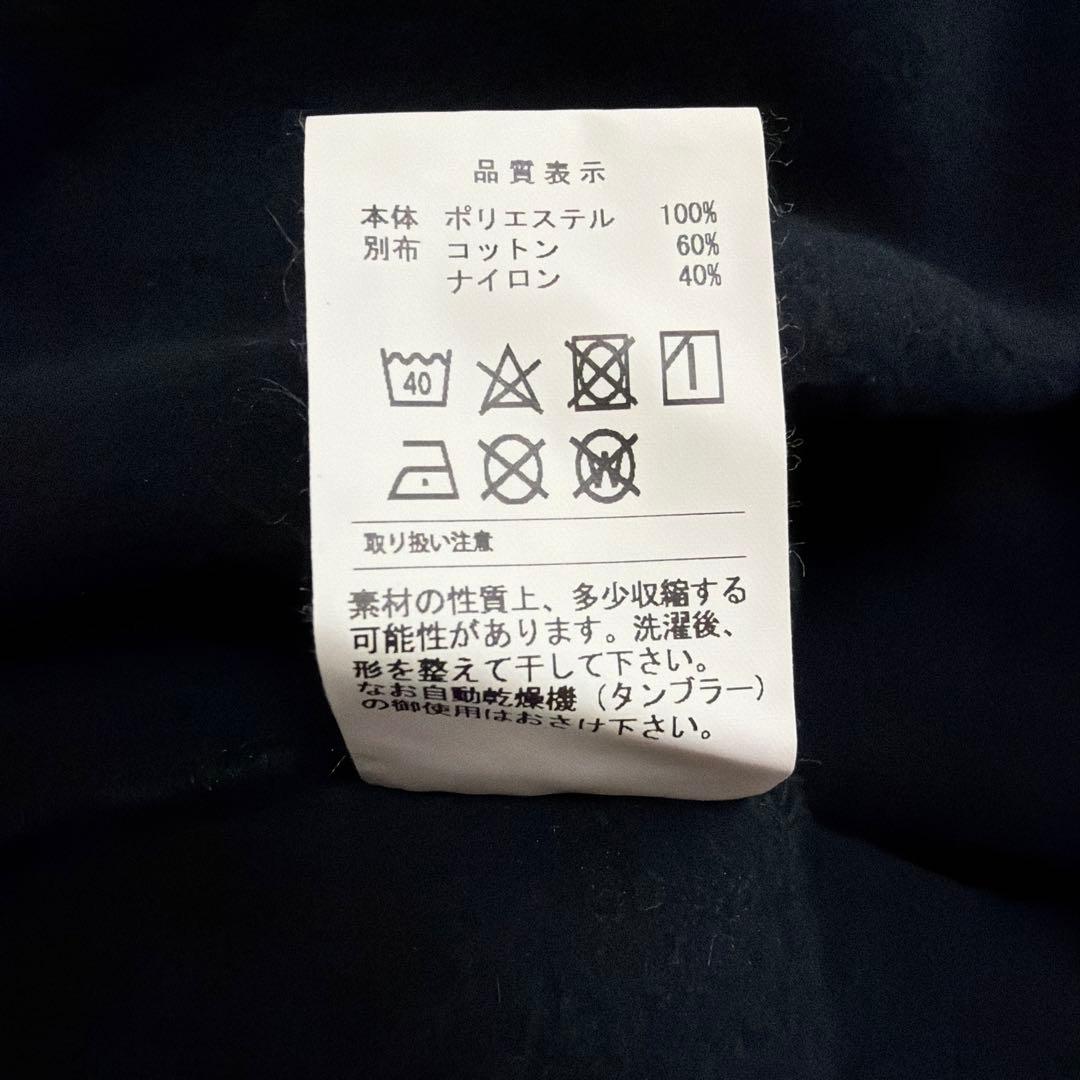 品質表示
本体 ポリエステル 100%
別布 コットン 60%
ナイロン 40%
40
W
取り扱い注意
素材の性質上、多少収縮する
可能性があります。洗濯後、
形を整えて干して下さい。
なお自動乾燥機（タンブラー）
の御使用はおさけ下さい。